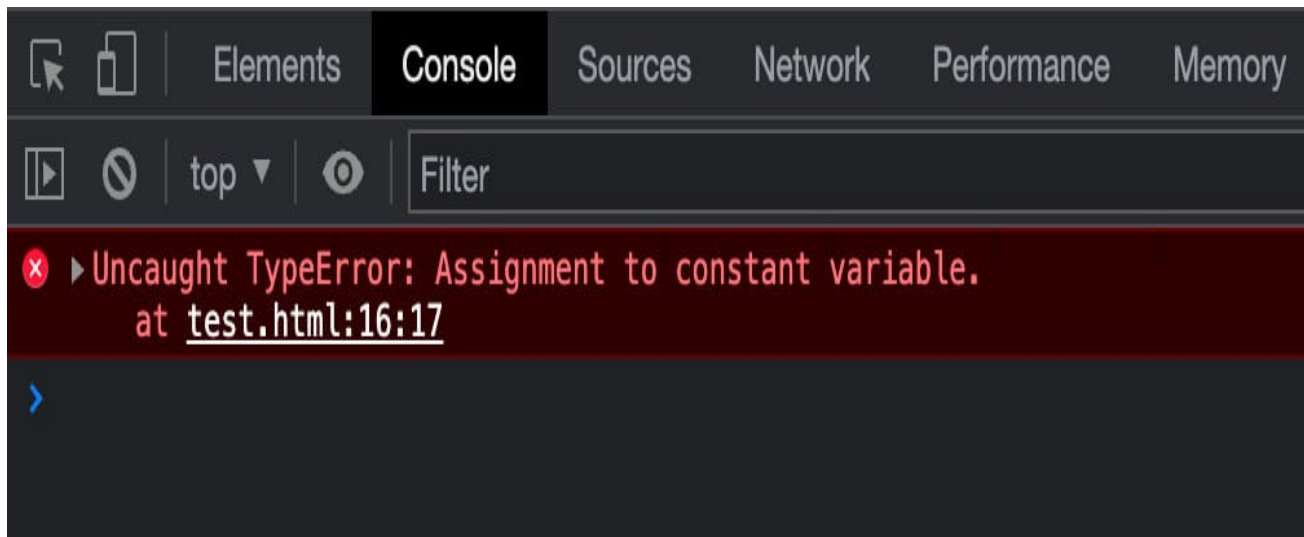 Elements Console Sources Network Performance Memory
top Filter
Uncaught TypeError: Assignment to constant variable.
at test.html:16:17